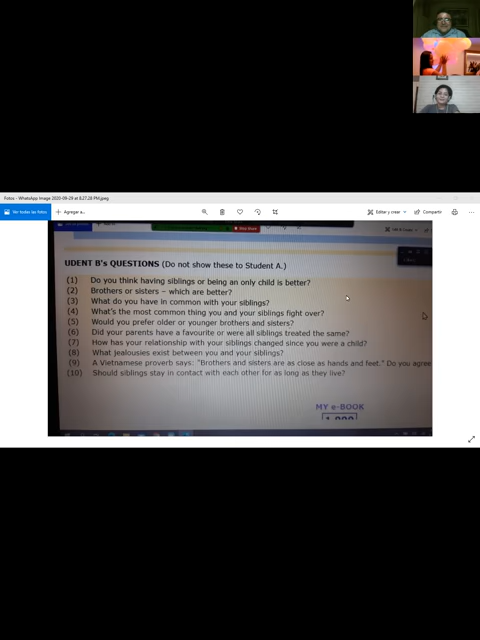 Fotos - WhatsApp Image 2020-09-29 at 8.27.28 PM.jpeg
Ver todas las fotos
Agregar a...
Editar y crear
Compartir
UDENT B's QUESTIONS (Do not show these to Student A.)
(1) Do you think having siblings or being an only child is better?
(2) Brothers or sisters – which are better?
(3) What do you have in common with your siblings?
(4) What's the most common thing you and your siblings fight over?
(5) Would you prefer older or younger brothers and sisters?
(6) Did your parents have a favourite or were all siblings treated the same?
(7) How has your relationship with your siblings changed since you were a child?
(8) What jealousies exist between you and your siblings?
(9) A Vietnamese proverb says: "Brothers and sisters are as close as hands and feet." Do you agree
(10) Should siblings stay in contact with each other for as long as they live?
MY e-BOOK
1,000